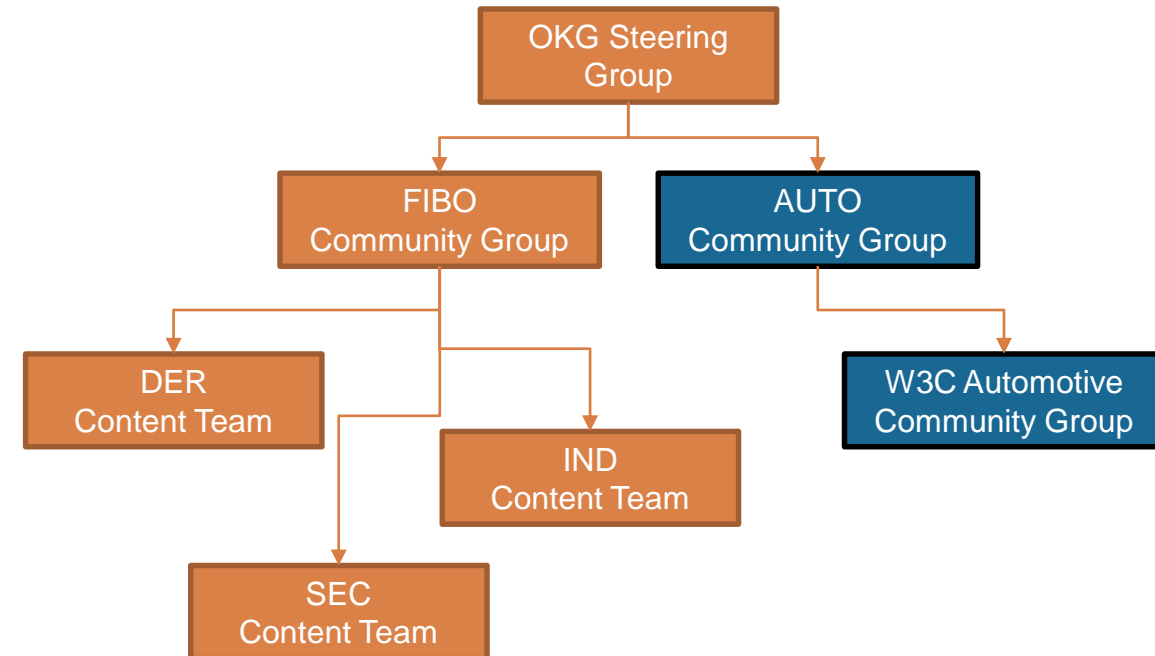 OKG Steering
Group
FIBO
Community Group
AUTO
Community Group
DER
Content Team
W3C Automotive
Community Group
IND
Content Team
SEC
Content Team